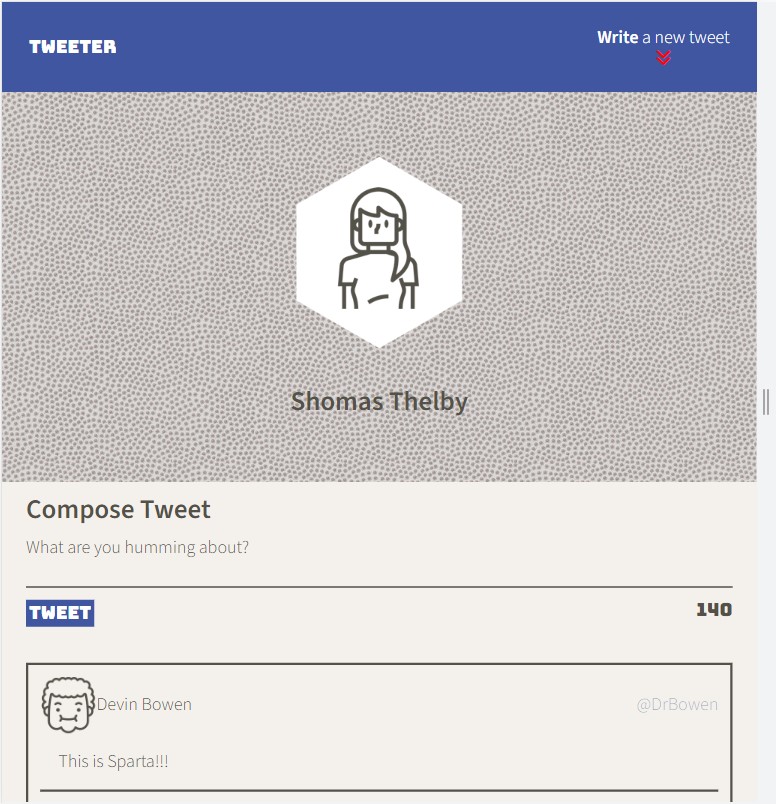 TWEETER
Write a new tweet
Shomas Thelby
Compose Tweet
What are you humming about?
TWEET
140
Devin Bowen
@DrBowen
This is Sparta!!!